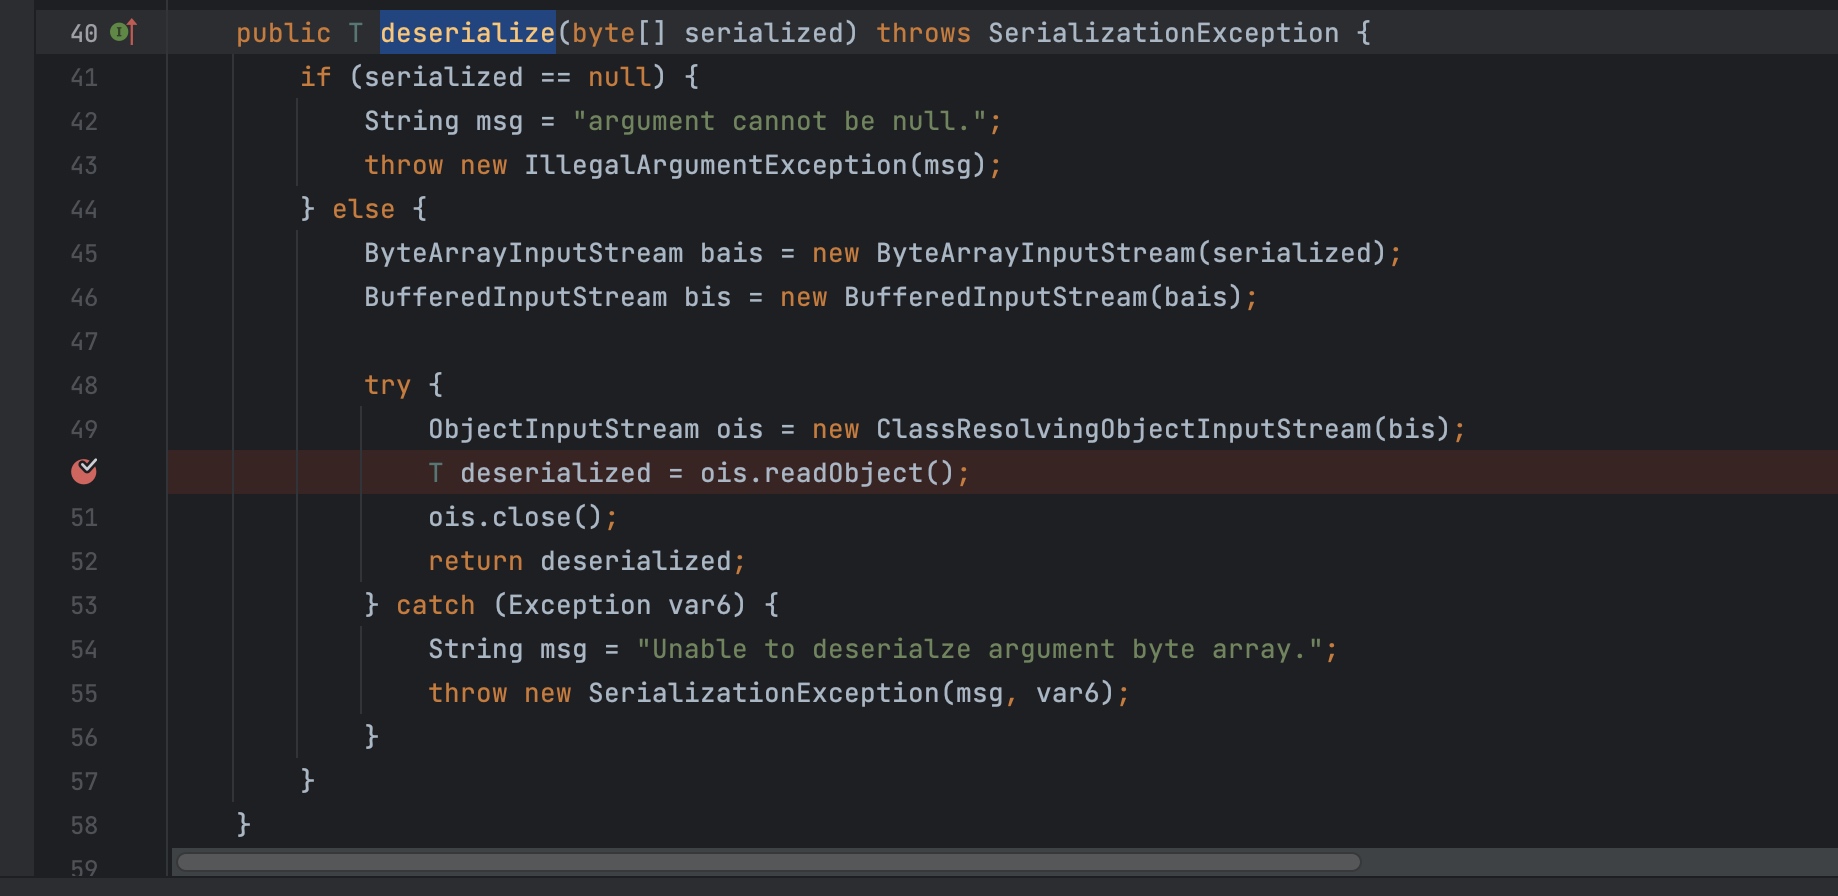 40 public T deserialize(byte[] serialized) throws SerializationException {
41 if (serialized == null) {
42 String msg = "argument cannot be null.";
43 throw new IllegalArgumentException(msg);
44 } else {
45 ByteArrayInputStream bais = new ByteArrayInputStream(serialized);
46 BufferedInputStream bis = new BufferedInputStream(bais);
47
48 try {
49 ObjectInputStream ois = new ClassResolvingObjectInputStream(bis);
T deserialized = ois.readObject();
51 ois.close();
52 return deserialized;
53 } catch (Exception var6) {
54 String msg = "Unable to deserialze argument byte array.";
55 throw new SerializationException(msg, var6);
56 }
57 }
58 }
59